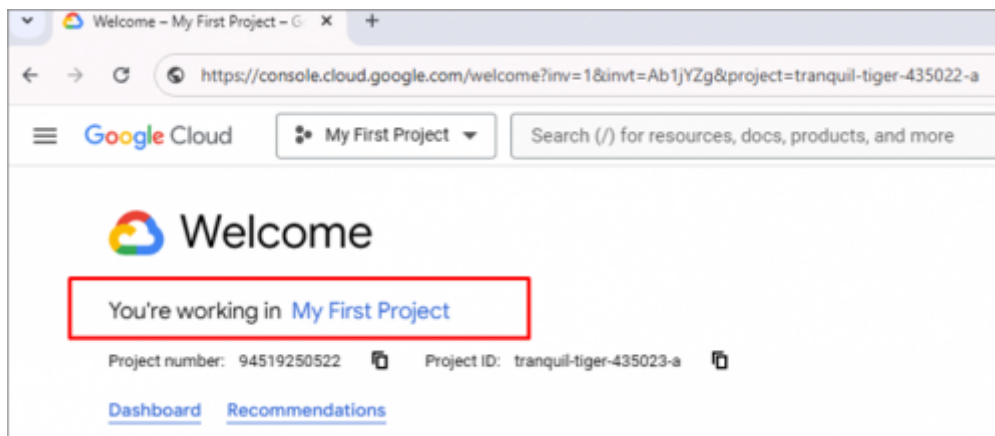 Welcome – My First Project – G
https://console.cloud.google.com/welcome?inv=1&invt=Ab1jYZg&project=tranquil-tiger-435022-a
Google Cloud My First Project Search (/) for resources, docs, products, and more
Welcome
You're working in My First Project
Project number: 94519250522 Project ID: tranquil-tiger-435023-a
Dashboard Recommendations